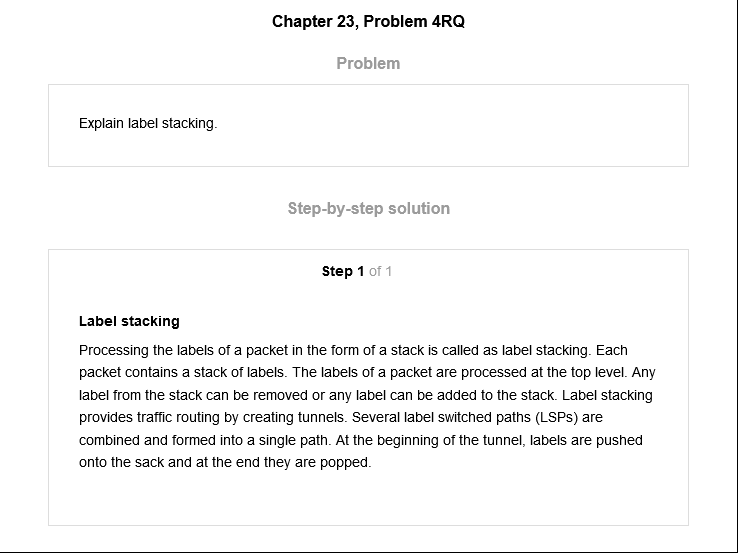 Chapter 23, Problem 4RQ
Problem
Explain label stacking.
Step-by-step solution
Step 1 of 1
Label stacking
Processing the labels of a packet in the form of a stack is called as label stacking. Each
packet contains a stack of labels. The labels of a packet are processed at the top level. Any
label from the stack can be removed or any label can be added to the stack. Label stacking
provides traffic routing by creating tunnels. Several label switched paths (LSPs) are
combined and formed into a single path. At the beginning of the tunnel, labels are pushed
onto the sack and at the end they are popped.